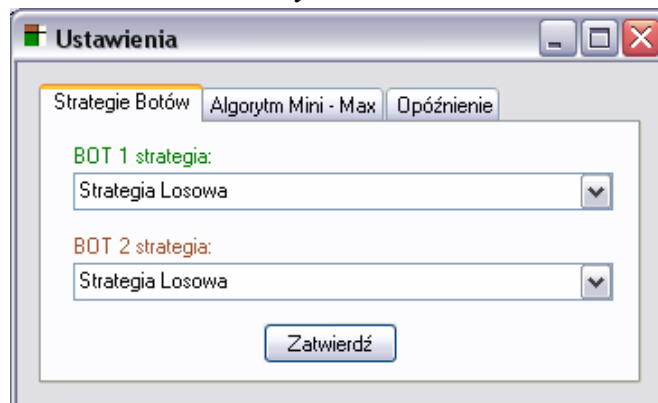 Ustawienia
Strategie Botów Algorytm Mini - Max Opóźnienie
BOT 1 strategia:
Strategia Losowa
BOT 2 strategia:
Strategia Losowa
Zatwierdź